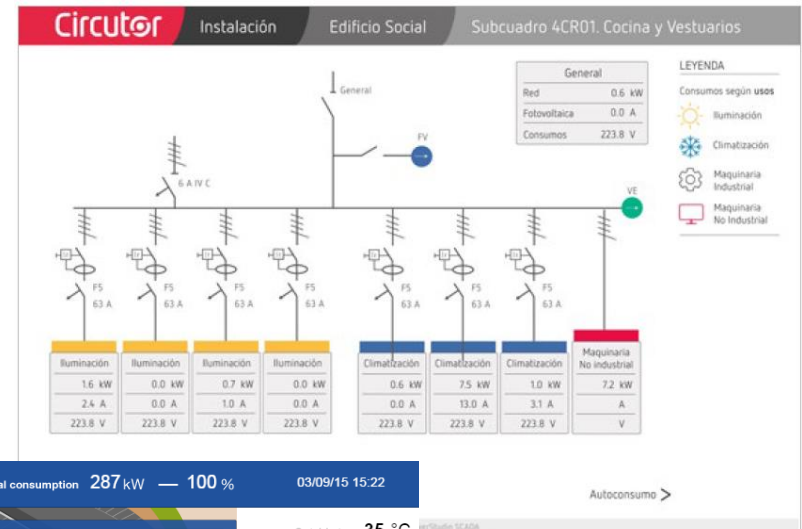 Circutor Instalación Edificio Social Subcuadro 4CR01. Cocina y Vestuarios
General
General
Red 0.6 kW
Fotovoltaica 0.0 A
Consumos 223.8 V
LEYENDA
Consumos según usos
Iluminación
Climatización
Maquinaria
Industrial
Maquinaria
No Industrial
FV
6 A IV C
VE
F5 F5 F5 F5 F5 F5 F5
63 A 63 A 63 A 63 A 63 A 63 A 63 A
Iluminación Iluminación Iluminación Iluminación Climatización Climatización Climatización Maquinaria
No industrial
1.6 kW 0.0 kW 0.7 kW 0.0 kW 0.6 kW 7.5 kW 1.0 kW 7.2 kW
2.4 A 0.0 A 1.0 A 0.0 A 0.0 A 13.0 A 3.1 A A
223.8 V 223.8 V 223.8 V 223.8 V 223.8 V 223.8 V 223.8 V V
consumption 287 kW — 100 % 03/09/15 15:22
Autoconsumo >
35 °C
SCADA